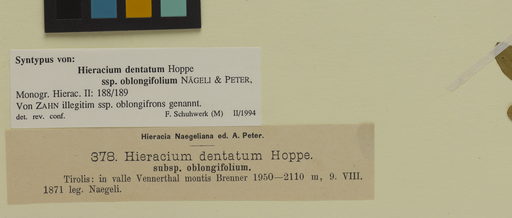 Syntypus von:
Hieracium dentatum Hoppe
ssp. oblongifolium NÄGELI & PETER,
Monogr. Hierac. II: 188/189
Von ZAHN illegitim ssp. oblongifrons genannt.
det. rev. conf. F. Schuhwerk (M) II/1994
Hieracia Naegeliana ed. A. Peter.
378. Hieracium dentatum Hoppe.
subsp. oblongifolium.
Tirolis: in valle Vennerthal montis Brenner 1950—2110 m, 9. VIII.
1871 leg. Naegeli.